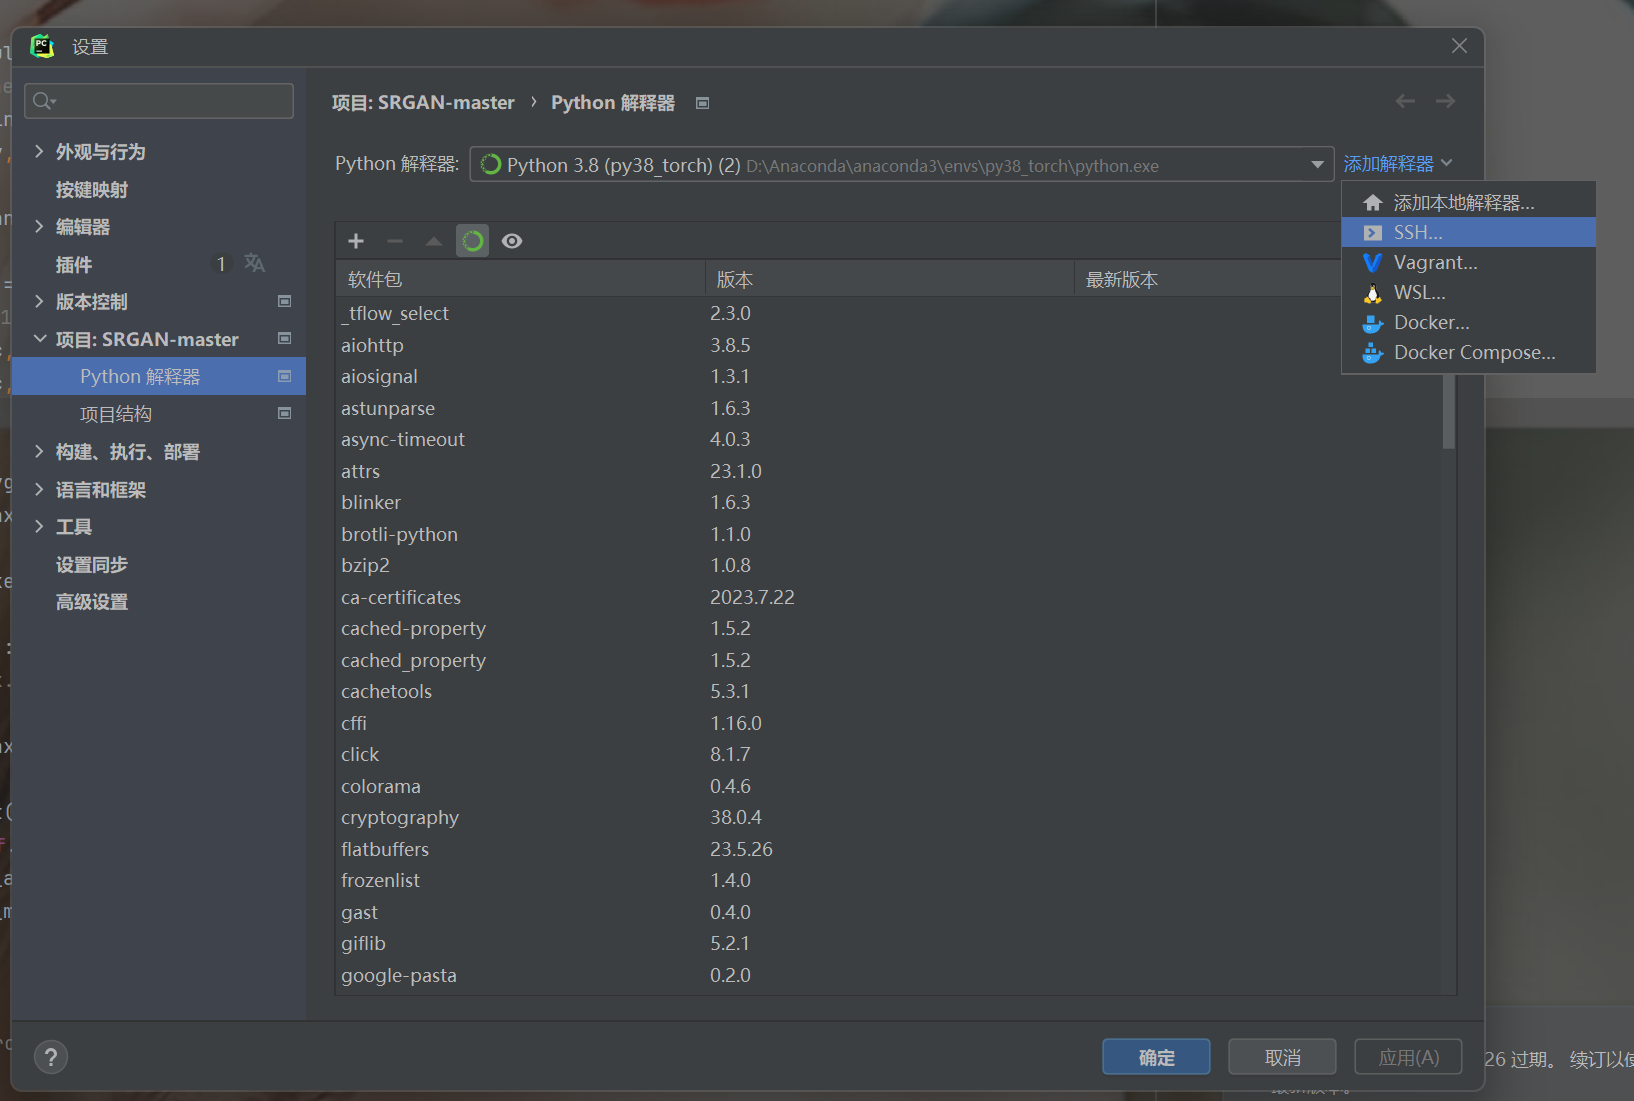 设置
项目: SRGAN-master › Python 解释器
Python 解释器: Python 3.8 (py38_torch) (2) D:\Anaconda\anaconda3\envs\py38_torch\python.exe 添加解释器
添加本地解释器...
SSH...
Vagrant...
WSL...
Docker...
Docker Compose...
外观与行为
按键映射
编辑器
插件 1
版本控制
项目: SRGAN-master
Python 解释器
项目结构
构建、执行、部署
语言和框架
工具
设置同步
高级设置
软件包 版本 最新版本
_tflow_select 2.3.0
aiohttp 3.8.5
aiosignal 1.3.1
astunparse 1.6.3
async-timeout 4.0.3
attrs 23.1.0
blinker 1.6.3
brotli-python 1.1.0
bzip2 1.0.8
ca-certificates 2023.7.22
cached-property 1.5.2
cached_property 1.5.2
cachetools 5.3.1
cffi 1.16.0
click 8.1.7
colorama 0.4.6
cryptography 38.0.4
flatbuffers 23.5.26
frozenlist 1.4.0
gast 0.4.0
giflib 5.2.1
google-pasta 0.2.0
?
确定 取消 应用(A)
26 过期。 续订以使